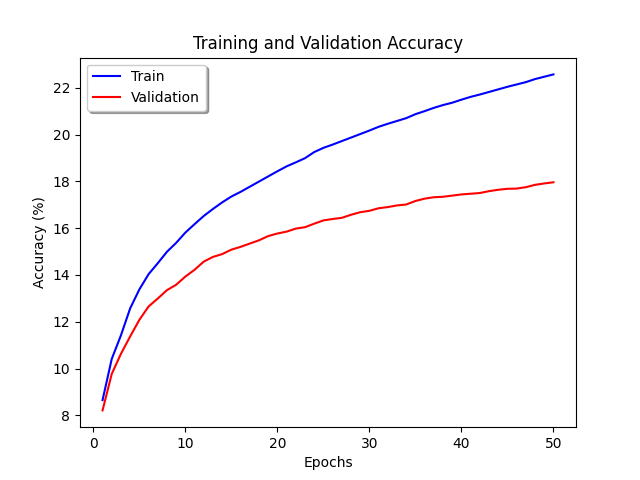 Training and Validation Accuracy
Train
Validation
Accuracy (%)
22
20
18
16
14
12
10
8
0 10 20 30 40 50
Epochs